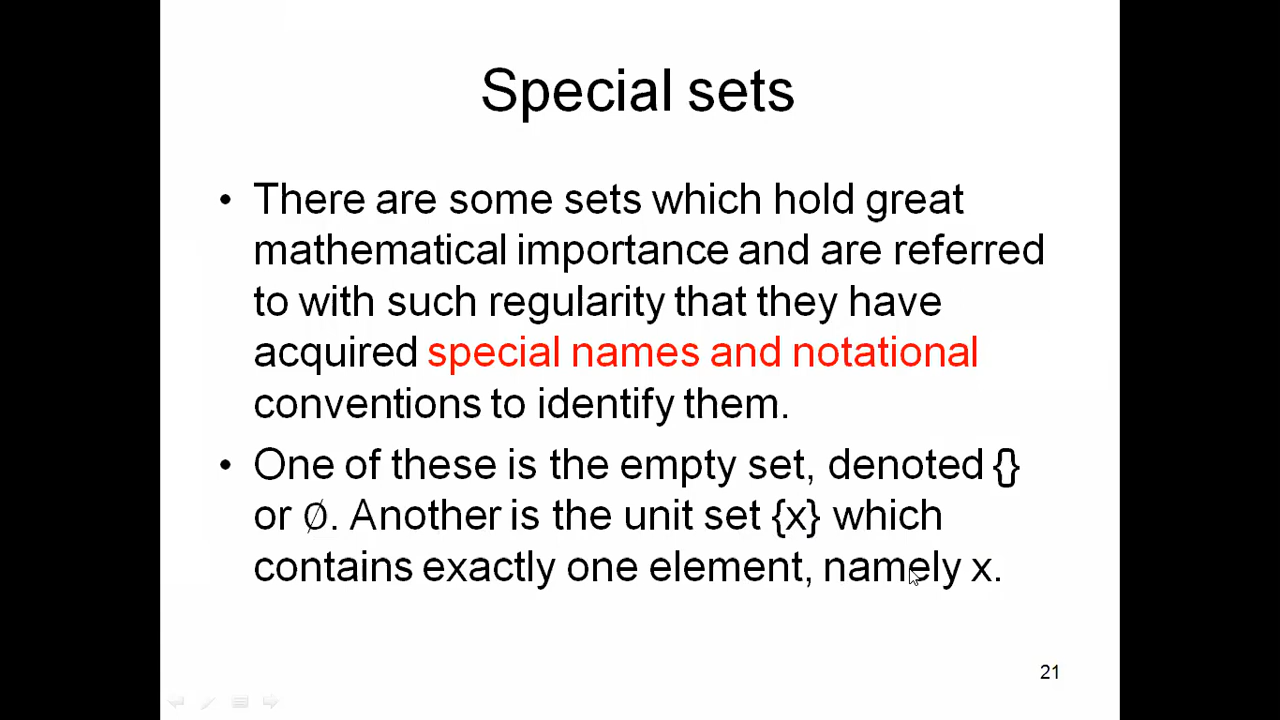 Special sets
• There are some sets which hold great
mathematical importance and are referred
to with such regularity that they have
acquired special names and notational
conventions to identify them.
• One of these is the empty set, denoted {}
or ∅. Another is the unit set {x} which
contains exactly one element, namely x.
21